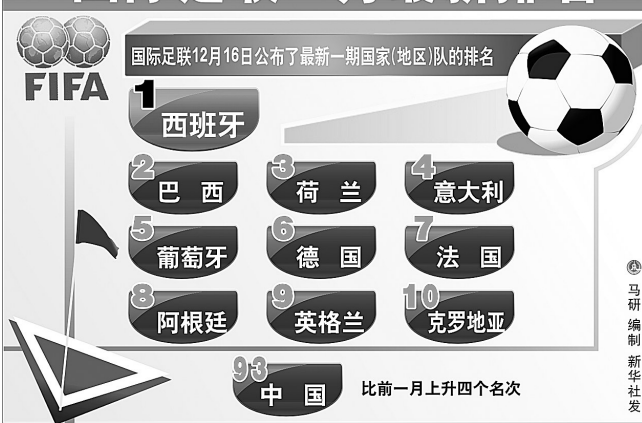 国际足联12月16日公布了最新一期国家(地区)队的排名
FIFA
1
西班牙
2
巴 西
3
荷 兰
4
意大利
5
葡萄牙
6
德 国
7
法 国
8
阿根廷
9
英格兰
10
克罗地亚
93
中 国
比前一月上升四个名次
马研 编制 新华社发